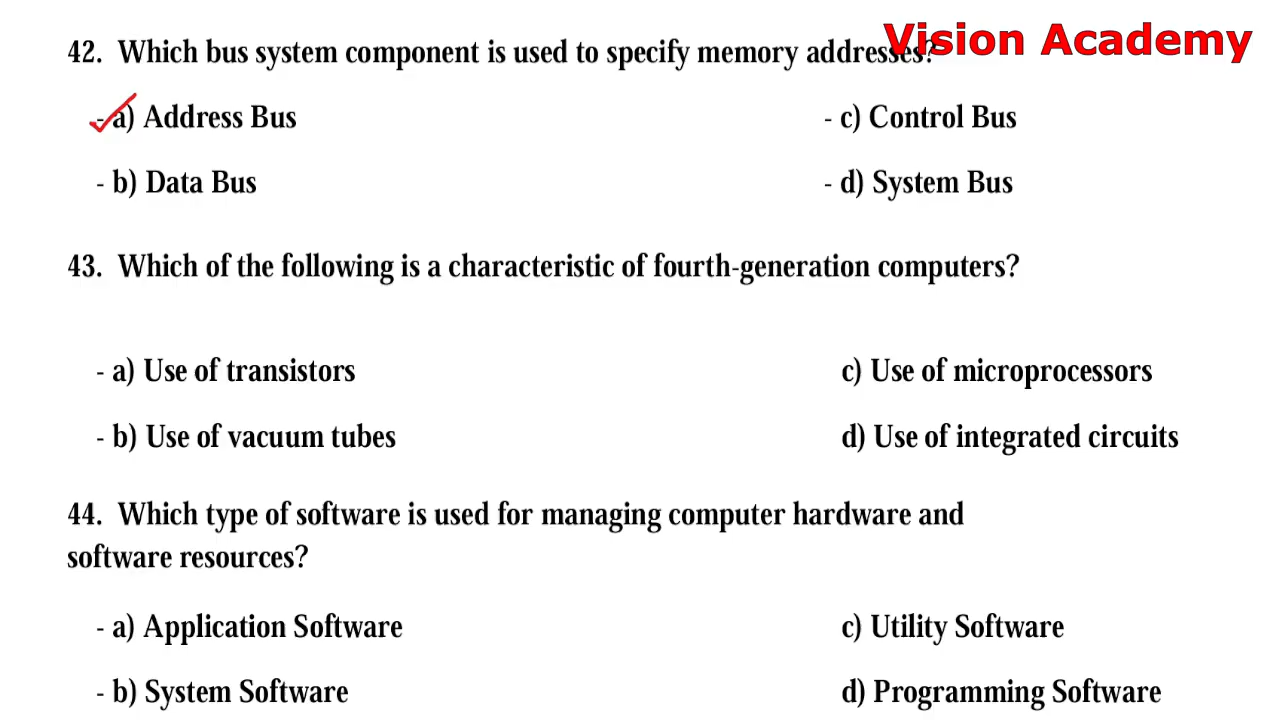 Vision Academy
42. Which bus system component is used to specify memory addresses?
- a) Address Bus
- c) Control Bus
- b) Data Bus
- d) System Bus
43. Which of the following is a characteristic of fourth-generation computers?
- a) Use of transistors
c) Use of microprocessors
- b) Use of vacuum tubes
d) Use of integrated circuits
44. Which type of software is used for managing computer hardware and
software resources?
- a) Application Software
c) Utility Software
- b) System Software
d) Programming Software